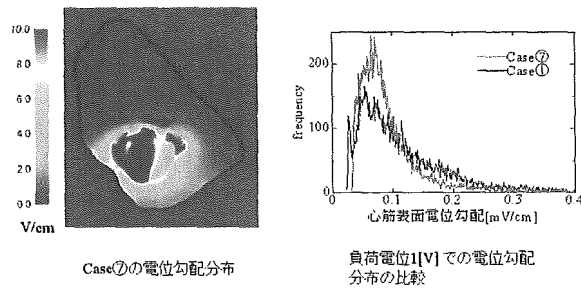 10.0
8.0
6.0
4.0
2.0
0.0
V/cm
Case⑦の電位勾配分布
frequency
200
100
0
0
0.1
0.2
0.3
0.4
Case⑦
Case①
心筋表面電位勾配[mV/cm]
負荷電位1[V]での電位勾配
分布の比較